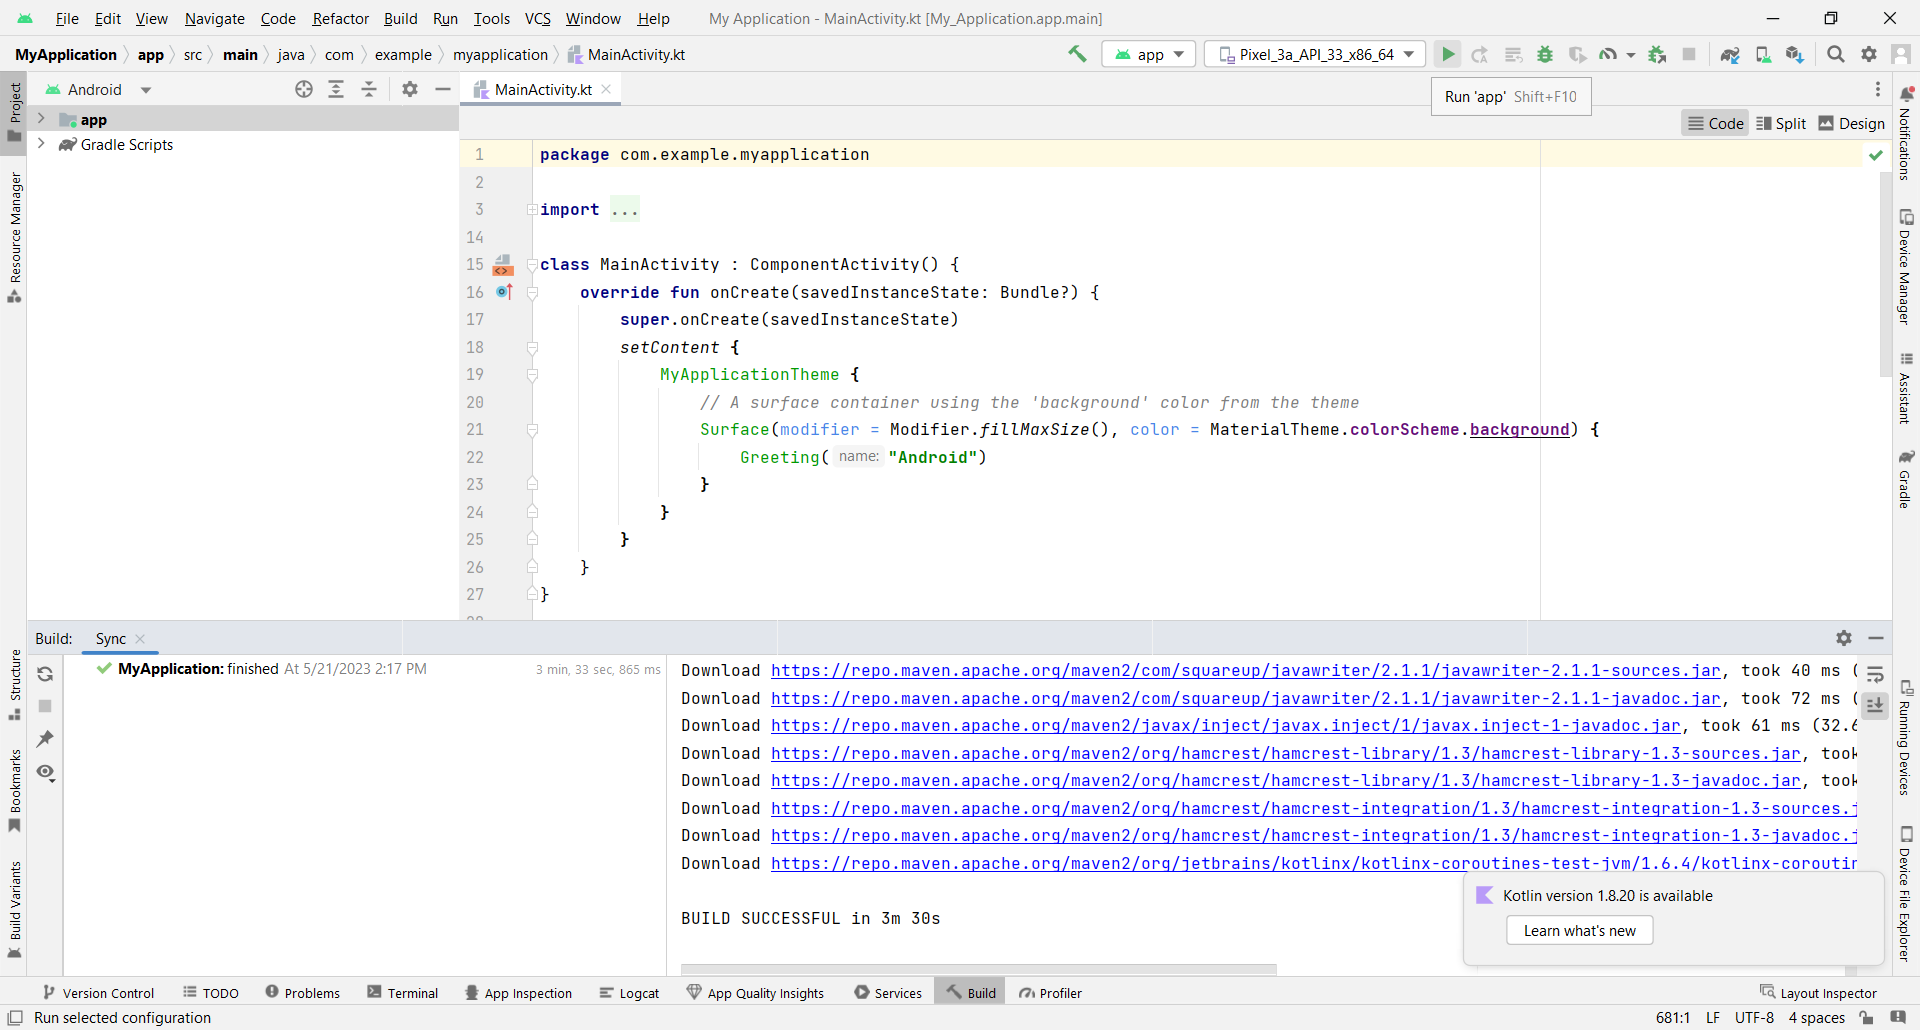 File Edit View Navigate Code Refactor Build Run Tools VCS Window Help My Application - MainActivity.kt [My_Application.app.main]
MyApplication app src main java com example myapplication MainActivity.kt app Pixel_3a_API_33_x86_64
Run 'app' Shift+F10
Android
MainActivity.kt
app
Gradle Scripts
Code Split Design
1 package com.example.myapplication
2
3 import ...
14
15 class MainActivity : ComponentActivity() {
16 override fun onCreate(savedInstanceState: Bundle?) {
17 super.onCreate(savedInstanceState)
18 setContent {
19 MyApplicationTheme {
20 // A surface container using the 'background' color from the theme
21 Surface(modifier = Modifier.fillMaxSize(), color = MaterialTheme.colorScheme.background) {
22 Greeting( name: "Android")
23 }
24 }
25 }
26 }
27 }
Project
Resource Manager
Structure
Bookmarks
Build Variants
Notifications
Device Manager
Assistant
Gradle
Running Devices
Device File Explorer
Build: Sync
MyApplication: finished At 5/21/2023 2:17 PM 3 min, 33 sec, 865 ms
Download https://repo.maven.apache.org/maven2/com/squareup/javawriter/2.1.1/javawriter-2.1.1-sources.jar, took 40 ms (
Download https://repo.maven.apache.org/maven2/com/squareup/javawriter/2.1.1/javawriter-2.1.1-javadoc.jar, took 72 ms (
Download https://repo.maven.apache.org/maven2/javax/inject/javax.inject/1/javax.inject-1-javadoc.jar, took 61 ms (32.6
Download https://repo.maven.apache.org/maven2/org/hamcrest/hamcrest-library/1.3/hamcrest-library-1.3-sources.jar, took
Download https://repo.maven.apache.org/maven2/org/hamcrest/hamcrest-library/1.3/hamcrest-library-1.3-javadoc.jar, took
Download https://repo.maven.apache.org/maven2/org/hamcrest/hamcrest-integration/1.3/hamcrest-integration-1.3-sources.j
Download https://repo.maven.apache.org/maven2/org/hamcrest/hamcrest-integration/1.3/hamcrest-integration-1.3-javadoc.j
Download https://repo.maven.apache.org/maven2/org/jetbrains/kotlinx/kotlinx-coroutines-test-jvm/1.6.4/kotlinx-coroutin
BUILD SUCCESSFUL in 3m 30s
Kotlin version 1.8.20 is available
Learn what's new
Version Control TODO Problems Terminal App Inspection Logcat App Quality Insights Services Build Profiler Layout Inspector
Run selected configuration 681:1 LF UTF-8 4 spaces